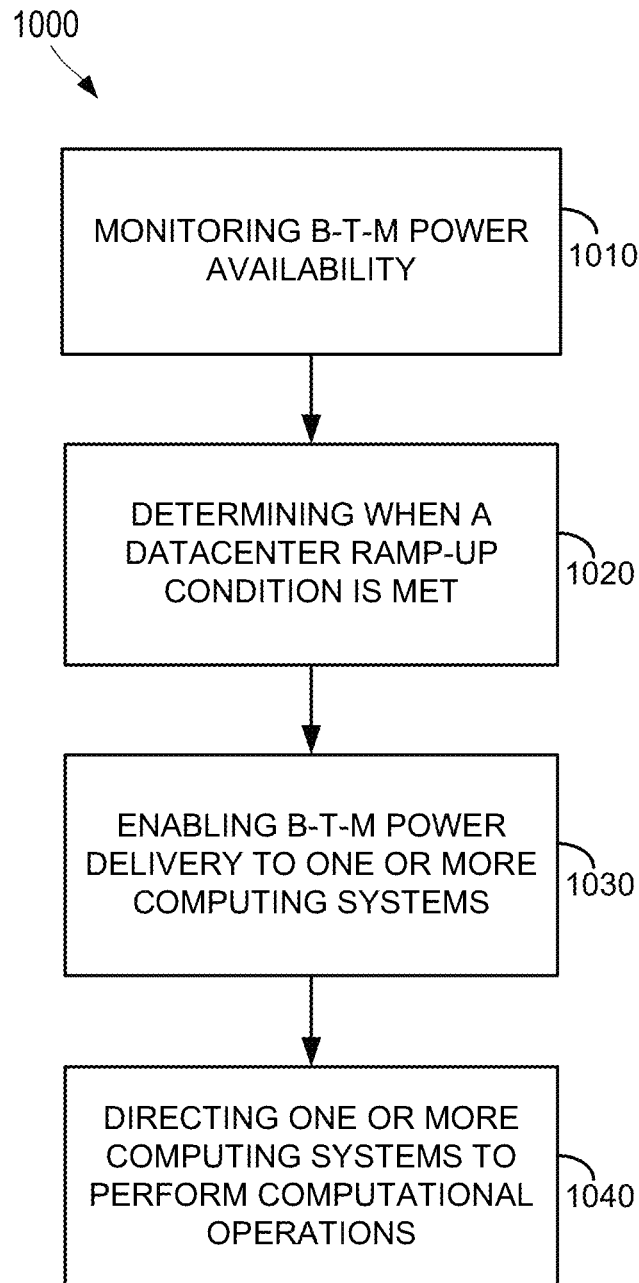 1000
MONITORING B-T-M POWER
AVAILABILITY
1010
DETERMINING WHEN A
DATACENTER RAMP-UP
CONDITION IS MET
1020
ENABLING B-T-M POWER
DELIVERY TO ONE OR MORE
COMPUTING SYSTEMS
1030
DIRECTING ONE OR MORE
COMPUTING SYSTEMS TO
PERFORM COMPUTATIONAL
OPERATIONS
1040